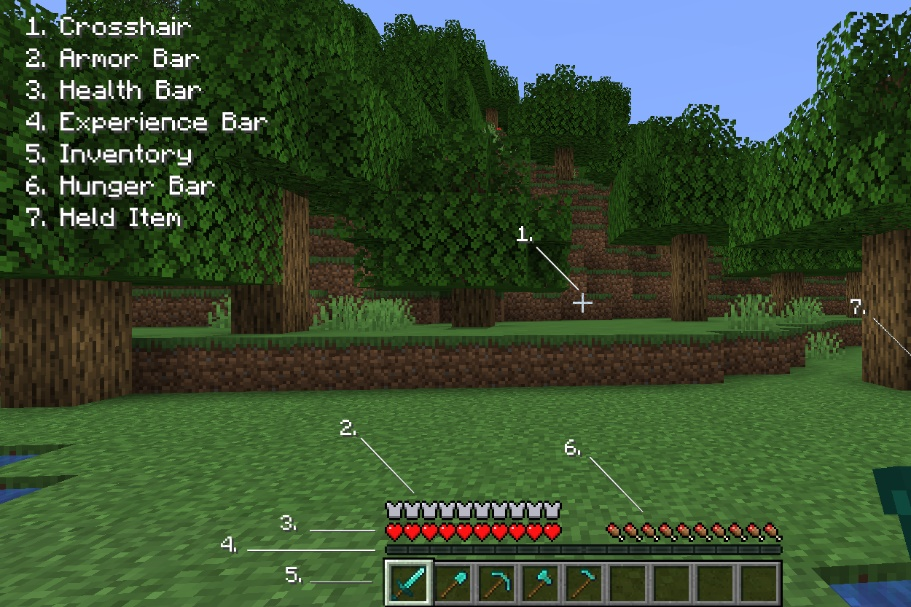 1. Crosshair
2. Armor Bar
3. Health Bar
4. Experience Bar
5. Inventory
6. Hunger Bar
7. Held Item
1.
7.
2.
6.
3.
4.
5.